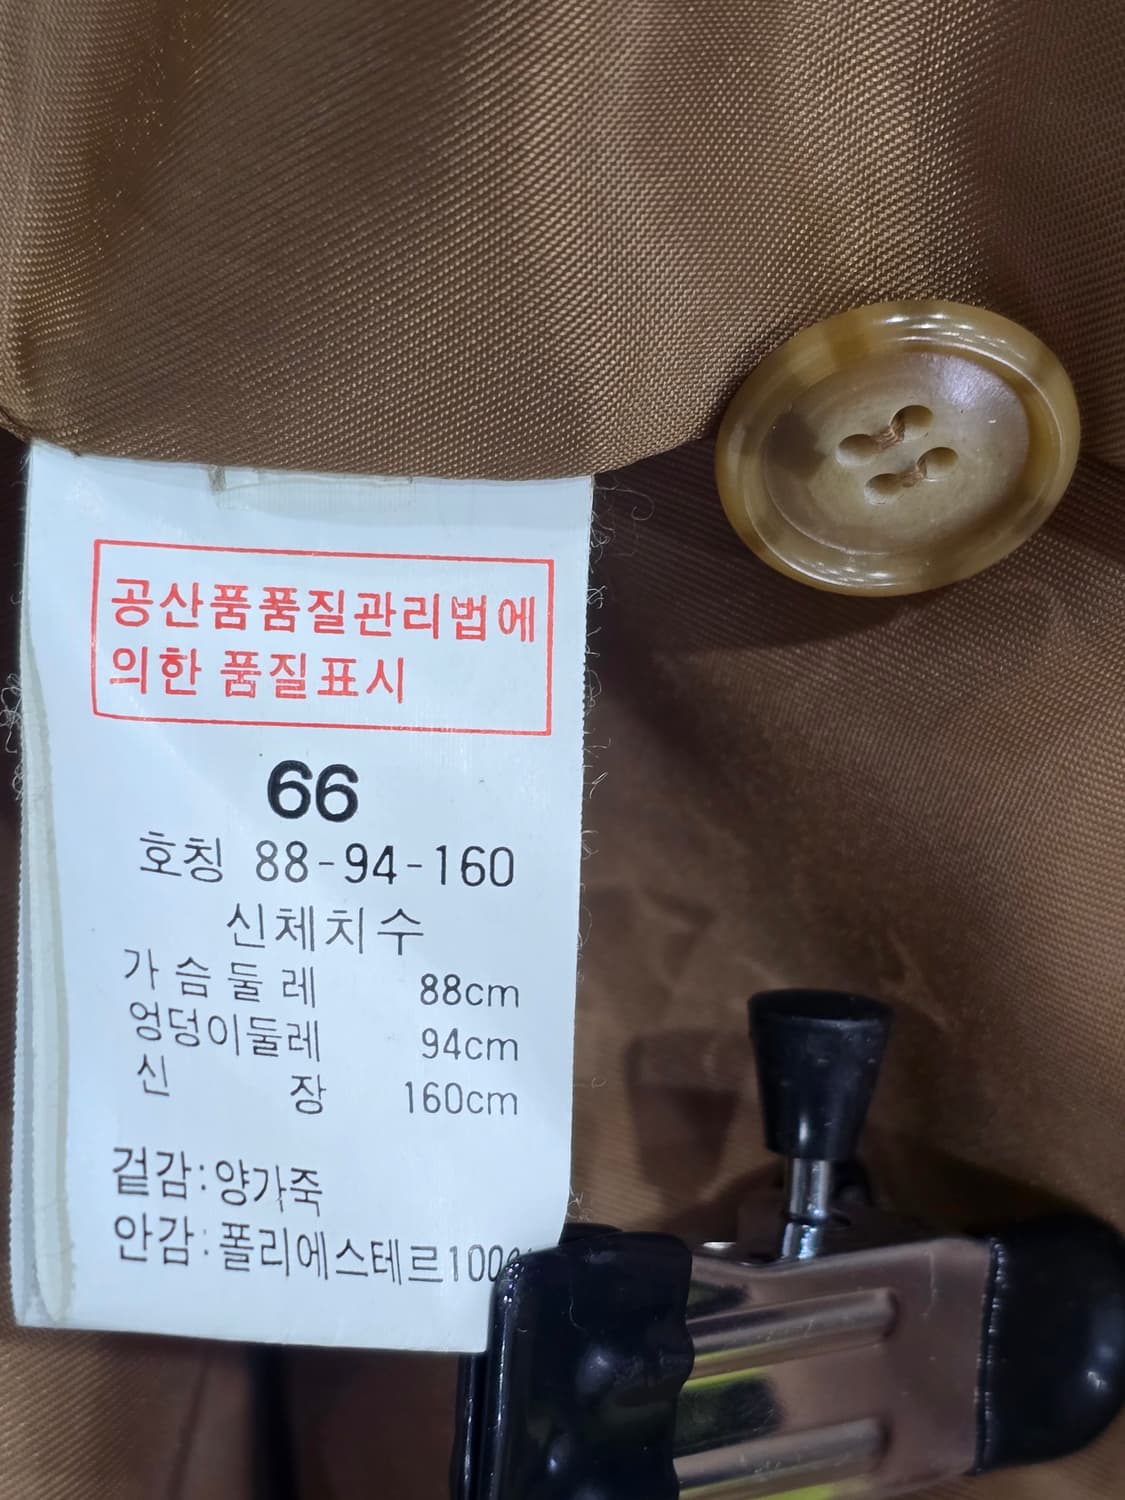 공산품품질관리법에
의한 품질표시
66
호칭 88-94-160
신체치수
가슴둘레 88cm
엉덩이둘레 94cm
신 장 160cm
겉감:양가죽
안감:폴리에스테르100%